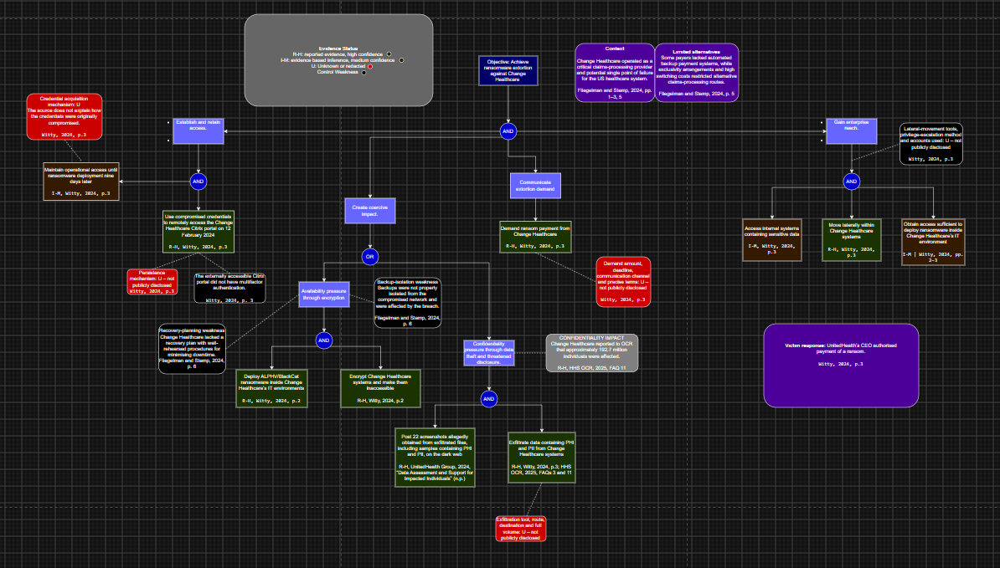 Evidence Status
R-H: reported evidence, high confidence
I-M: evidence based inference, medium confidence
U: Unknown or redacted
Control Weakness
Objective: Achieve
ransomware extortion
against Change
Healthcare
Context
Change Healthcare operated as a
critical claims-processing provider
and potential single point of failure
for the US healthcare system.
Fliegelman and Stemp, 2024, pp.
1–3, 5
Limited alternatives
Some payers lacked automated
backup payment systems, while
exclusivity arrangements and high
switching costs restricted alternative
claims-processing routes.
Fliegelman and Stemp, 2024, p. 5
Credential acquisition
mechanism: U
The source does not explain how
the credentials were originally
compromised.
Witty, 2024, p.3
Establish and retain
access.
AND
Gain enterprise
reach.
Lateral-movement tools,
privilege-escalation method
and accounts used: U – not
publicly disclosed
Witty, 2024, p.3
Maintain operational access until
ransomware deployment nine
days later
I-M, Witty, 2024, p.3
AND
Communicate
extortion demand
AND
Use compromised credentials
to remotely access the Change
Healthcare Citrix portal on 12
February 2024
R-H, Witty, 2024, p.3
Create coercive
impact.
Demand ransom payment from
Change Healthcare
R-H, Witty, 2024, p.3
Access internal systems
containing sensitive data
I-M, Witty, 2024,
p.3
Move laterally within
Change Healthcare
systems
R-H, Witty, 2024,
p.3
Obtain access sufficient to
deploy ransomware inside
Change Healthcare's IT
environment
I-M | Witty, 2024, pp.
2–3
OR
Persistence
mechanism: U – not
publicly disclosed
Witty, 2024, p.3
The externally accessible Citrix
portal did not have multifactor
authentication.
Witty, 2024, p. 3
Availability pressure
through encryption
Backup-isolation weakness
Backups were not properly
isolated from the
compromised network and
were affected by the breach.
Fliegelman and Stemp, 2024,
p. 6
Demand amount,
deadline,
communication channel
and precise terms: U –
not publicly disclosed
Witty, 2024, p.3
Recovery-planning weakness
Change Healthcare lacked a
recovery plan with well-
rehearsed procedures for
minimising downtime.
Fliegelman and Stemp, 2024,
p. 6
AND
Confidentiality
pressure through data
theft and threatened
disclosure.
CONFIDENTIALITY IMPACT
Change Healthcare reported to OCR
that approximately 192.7 million
individuals were affected.
R-H, HHS OCR, 2025, FAQ 11
Victim response: UnitedHealth's CEO authorised
payment of a ransom.
Witty, 2024, p.3
Deploy ALPHV/BlackCat
ransomware inside Change
Healthcare's IT environments
R-H, Witty, 2024, p.2
Encrypt Change Healthcare
systems and make them
inaccessible
R-H, Witty, 2024, p.2
AND
Post 22 screenshots allegedly
obtained from exfiltrated files,
including samples containing PHI
and PII, on the dark web
R-H, UnitedHealth Group, 2024,
"Data Assessment and Support for
Impacted Individuals" (n.p.)
Exfiltrate data containing PHI
and PII from Change
Healthcare systems
R-H, Witty, 2024, p.3; HHS
OCR, 2025, FAQs 3 and 11
Exfiltration tool, route,
destination and full
volume: U – not
publicly disclosed